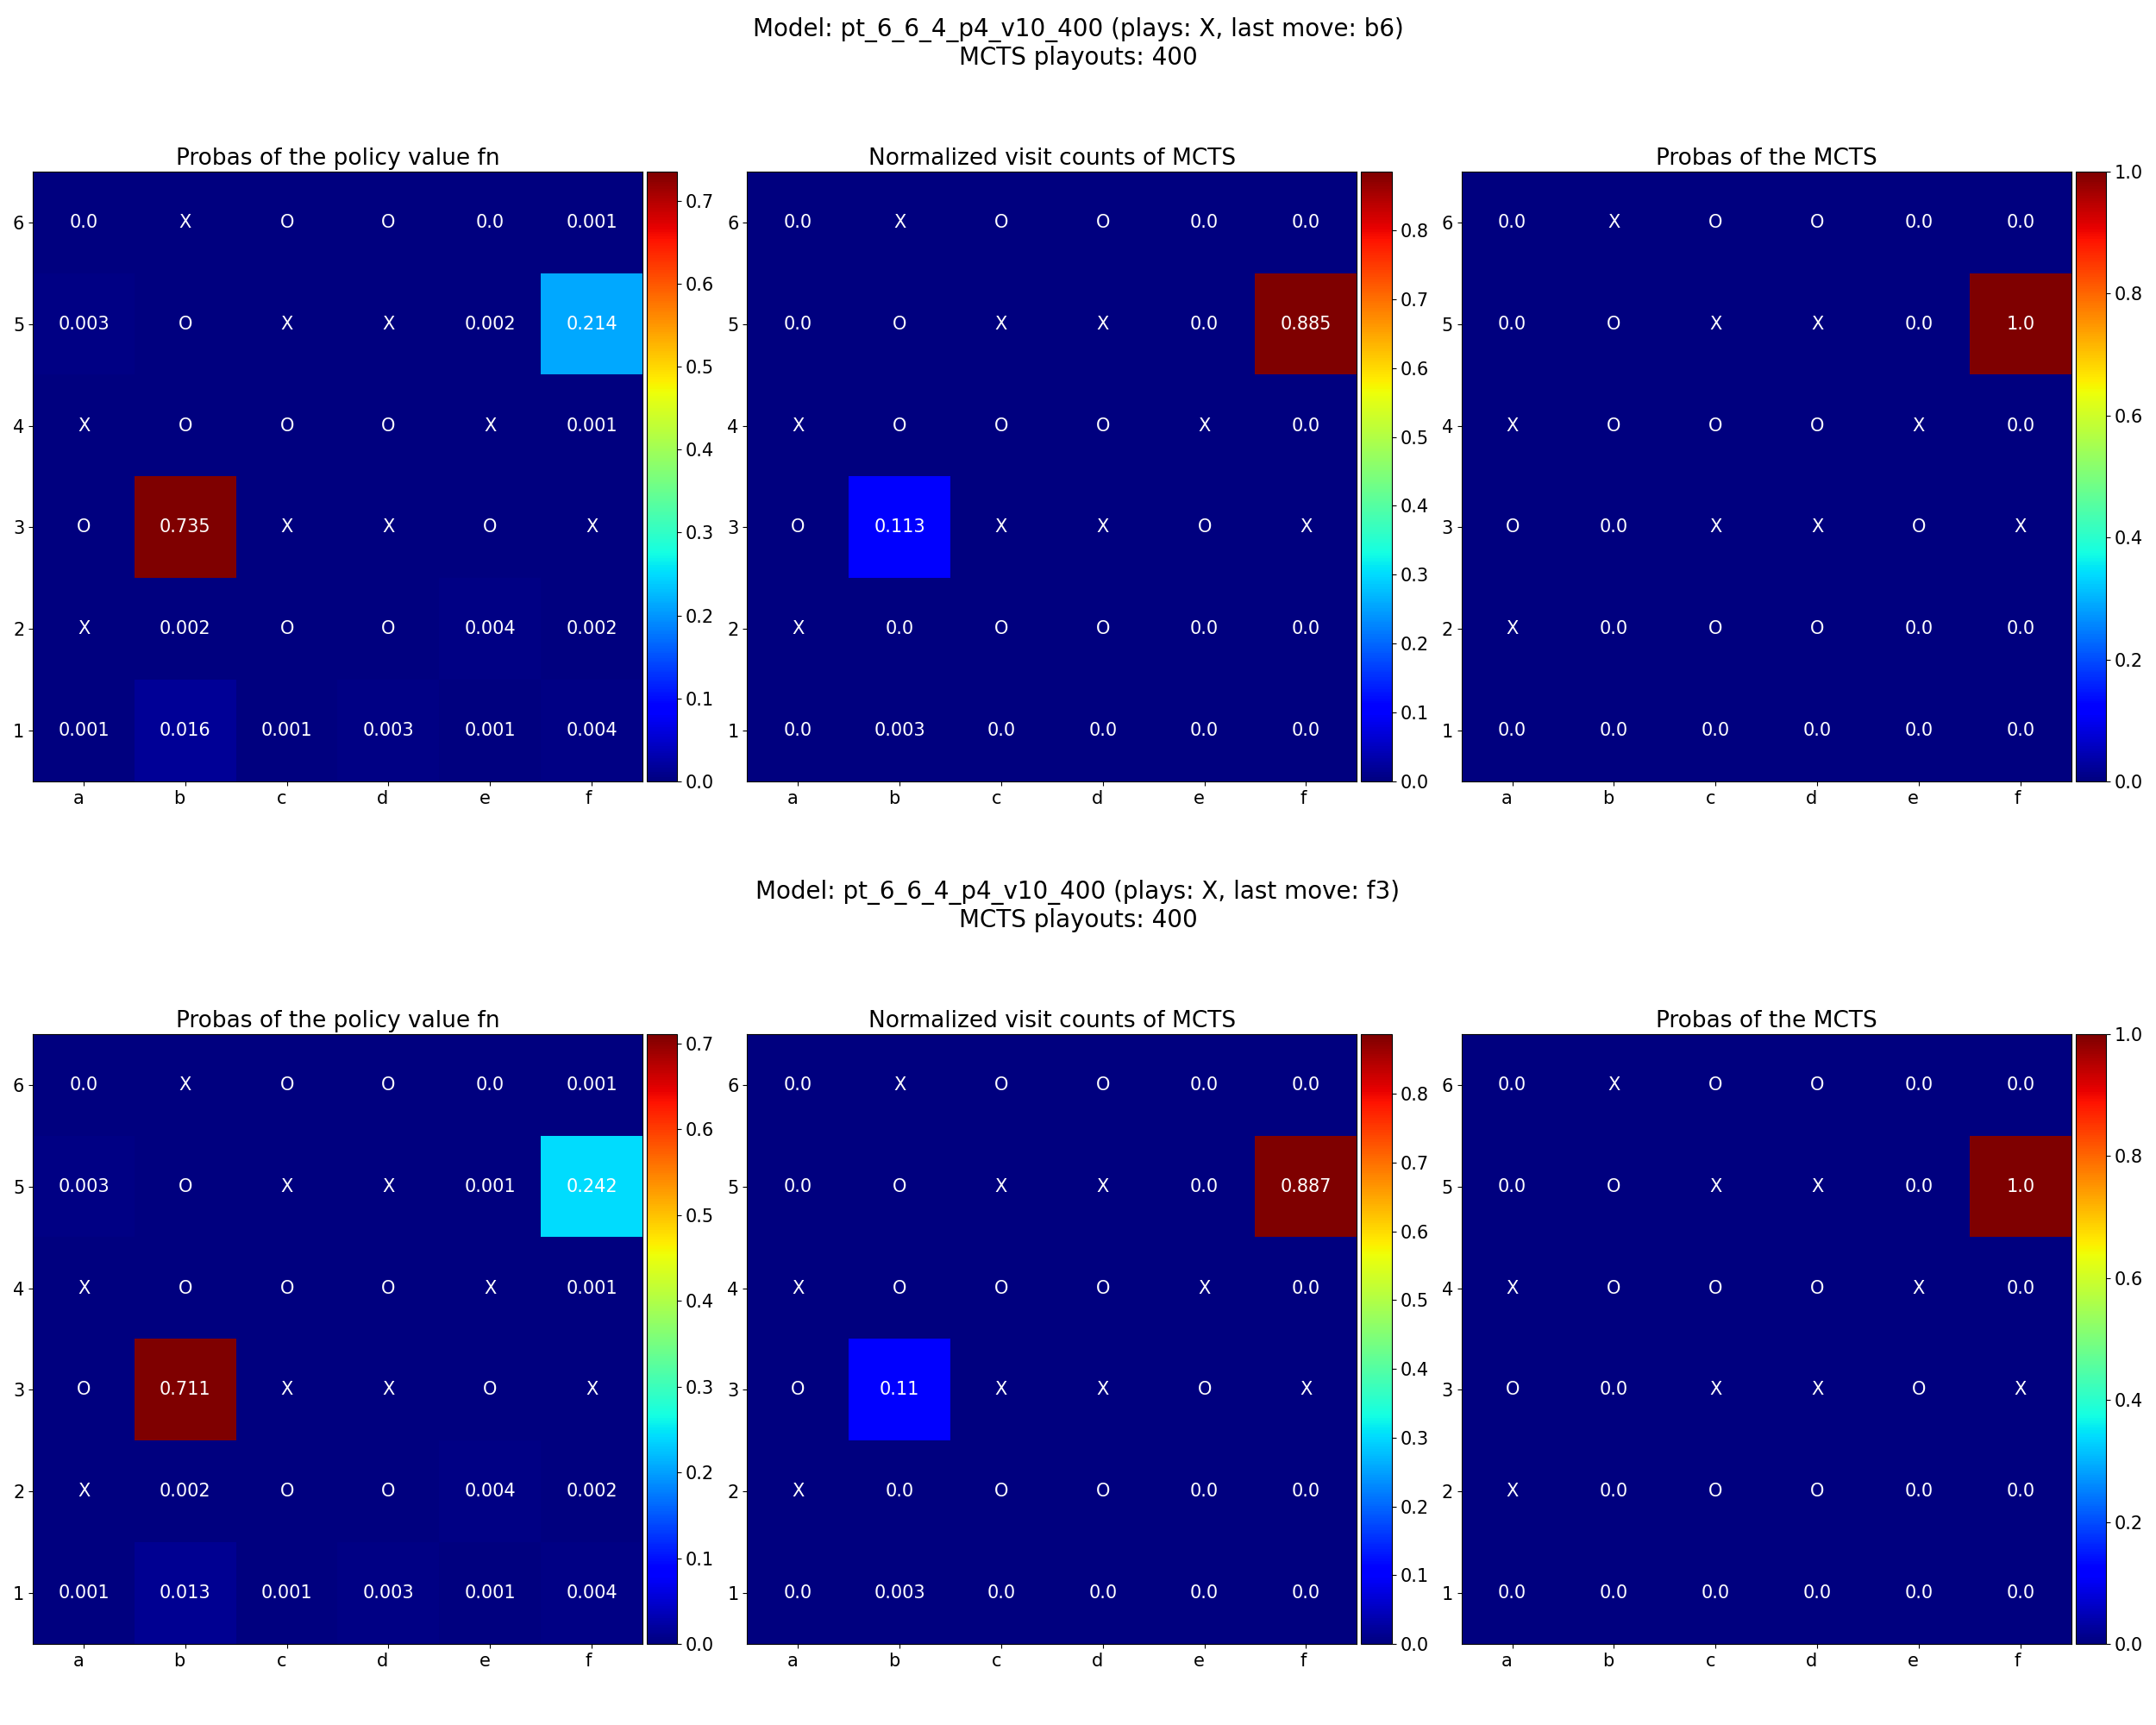 Model: pt_6_6_4_p4_v10_400 (plays: X, last move: b6)
MCTS playouts: 400
Probas of the policy value fn
6 0.0 X O O 0.0 0.001
5 0.003 O X X 0.002 0.214
4 X O O O X 0.001
3 O 0.735 X X O X
2 X 0.002 O O 0.004 0.002
1 0.001 0.016 0.001 0.003 0.001 0.004
a b c d e f
0.7
0.6
0.5
0.4
0.3
0.2
0.1
0.0
Normalized visit counts of MCTS
6 0.0 X O O 0.0 0.0
5 0.0 O X X 0.0 0.885
4 X O O O X 0.0
3 O 0.113 X X O X
2 X 0.0 O O 0.0 0.0
1 0.0 0.003 0.0 0.0 0.0 0.0
a b c d e f
0.8
0.7
0.6
0.5
0.4
0.3
0.2
0.1
0.0
Probas of the MCTS
6 0.0 X O O 0.0 0.0
5 0.0 O X X 0.0 1.0
4 X O O O X 0.0
3 O 0.0 X X O X
2 X 0.0 O O 0.0 0.0
1 0.0 0.0 0.0 0.0 0.0 0.0
a b c d e f
1.0
0.8
0.6
0.4
0.2
0.0
Model: pt_6_6_4_p4_v10_400 (plays: X, last move: f3)
MCTS playouts: 400
Probas of the policy value fn
6 0.0 X O O 0.0 0.001
5 0.003 O X X 0.001 0.242
4 X O O O X 0.001
3 O 0.711 X X O X
2 X 0.002 O O 0.004 0.002
1 0.001 0.013 0.001 0.003 0.001 0.004
a b c d e f
0.7
0.6
0.5
0.4
0.3
0.2
0.1
0.0
Normalized visit counts of MCTS
6 0.0 X O O 0.0 0.0
5 0.0 O X X 0.0 0.887
4 X O O O X 0.0
3 O 0.11 X X O X
2 X 0.0 O O 0.0 0.0
1 0.0 0.003 0.0 0.0 0.0 0.0
a b c d e f
0.8
0.7
0.6
0.5
0.4
0.3
0.2
0.1
0.0
Probas of the MCTS
6 0.0 X O O 0.0 0.0
5 0.0 O X X 0.0 1.0
4 X O O O X 0.0
3 O 0.0 X X O X
2 X 0.0 O O 0.0 0.0
1 0.0 0.0 0.0 0.0 0.0 0.0
a b c d e f
1.0
0.8
0.6
0.4
0.2
0.0